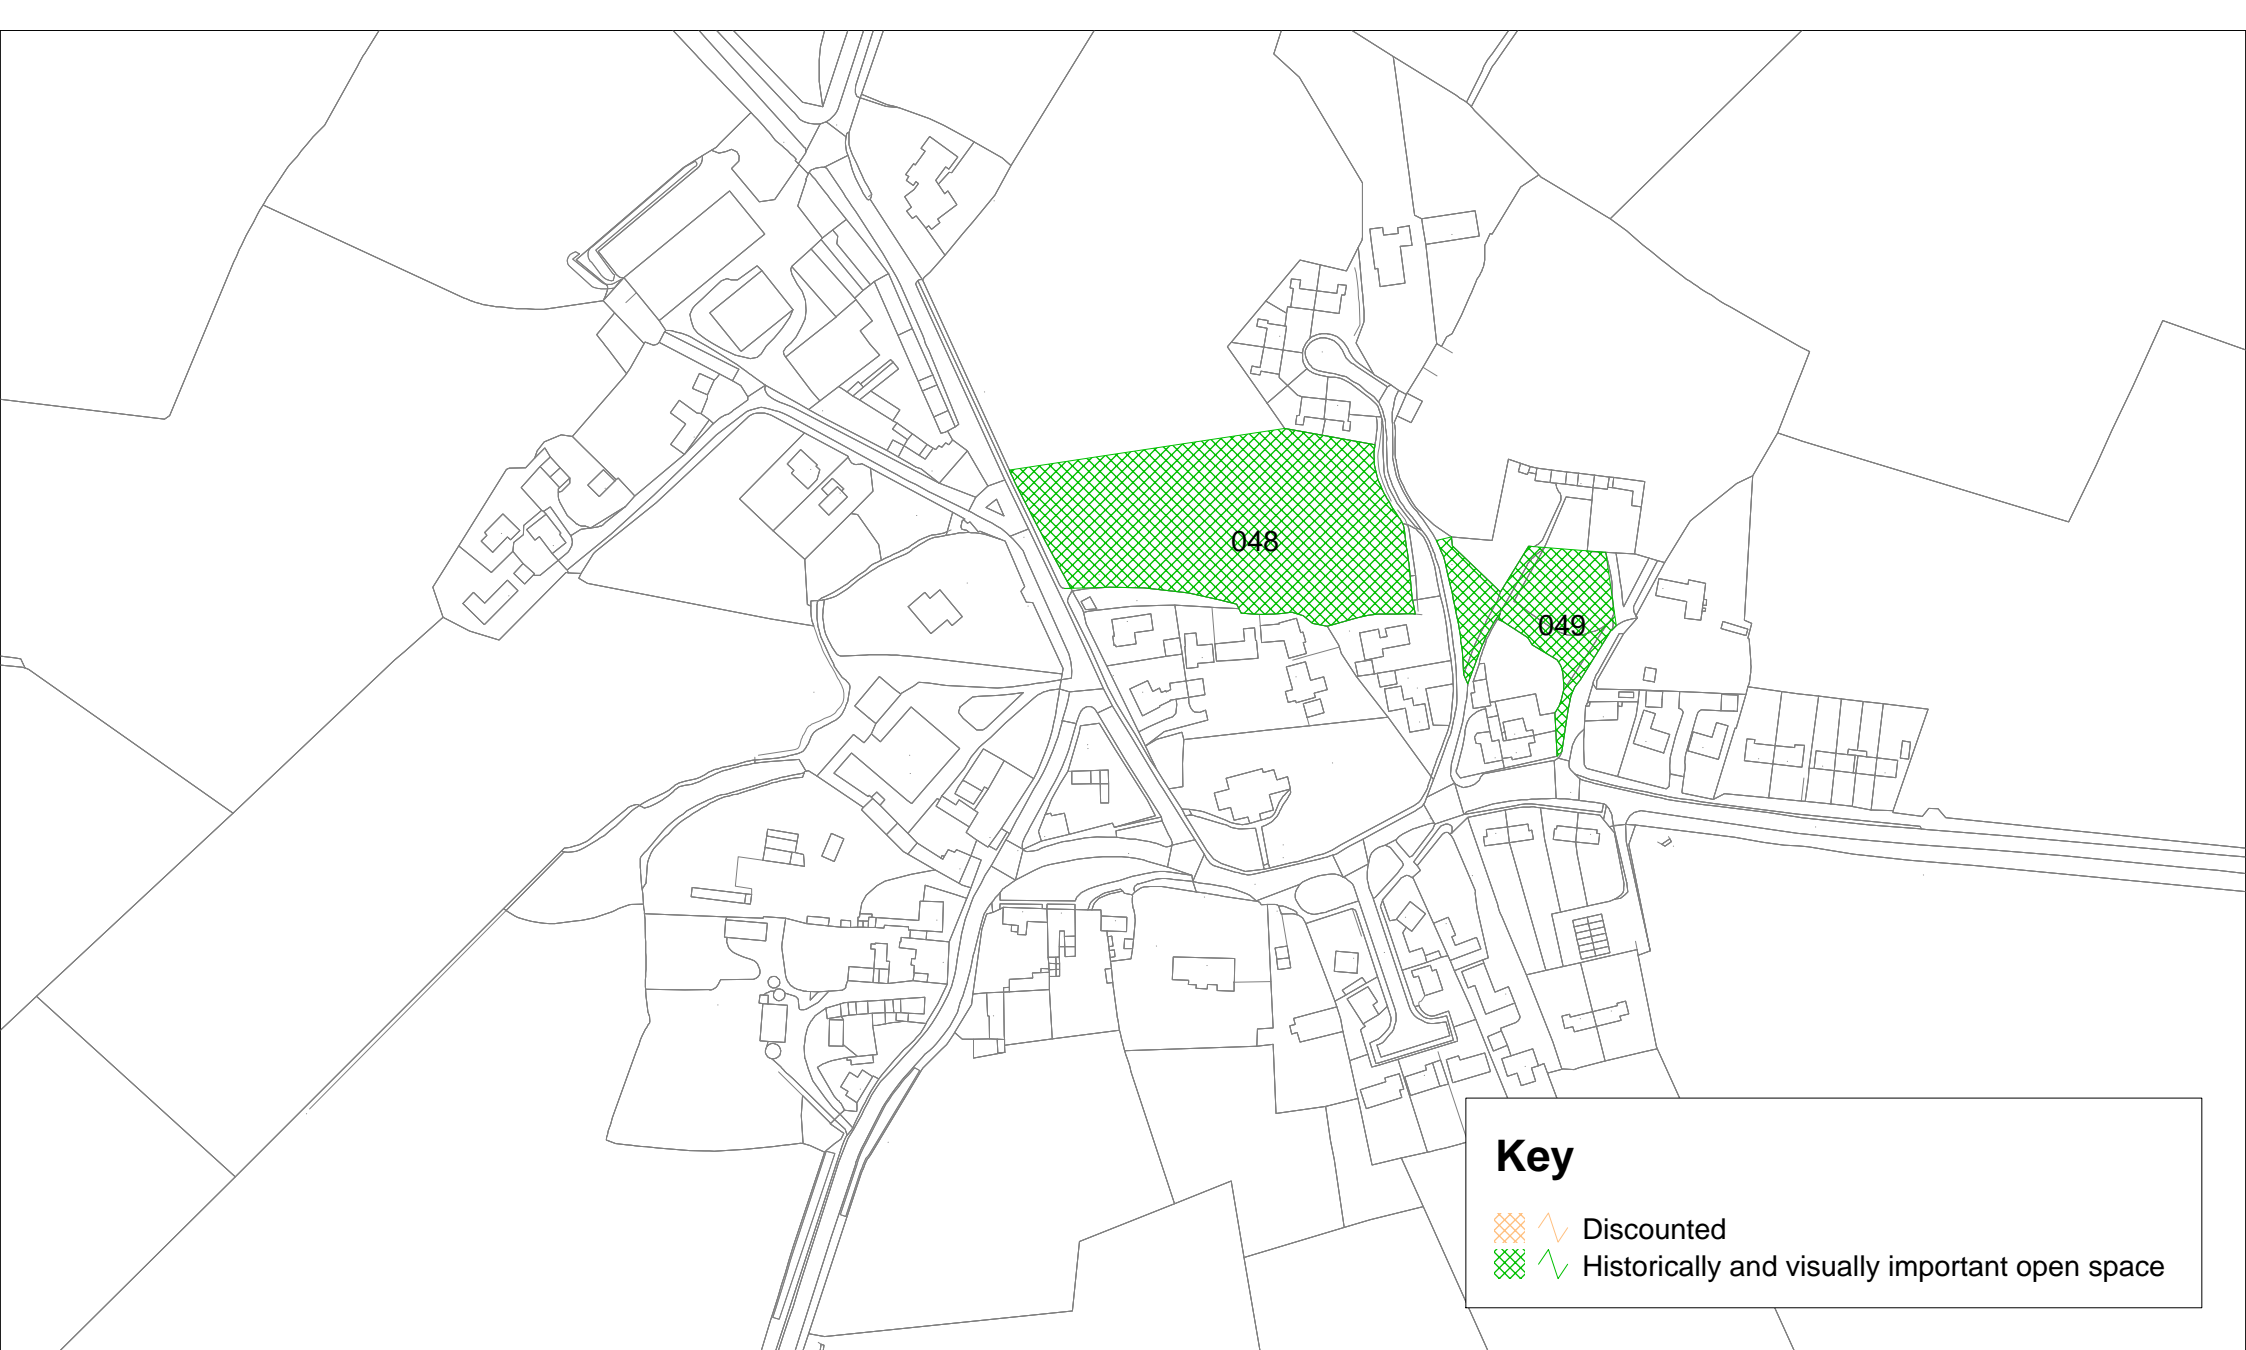 048
049
Key
Discounted
Historically and visually important open space